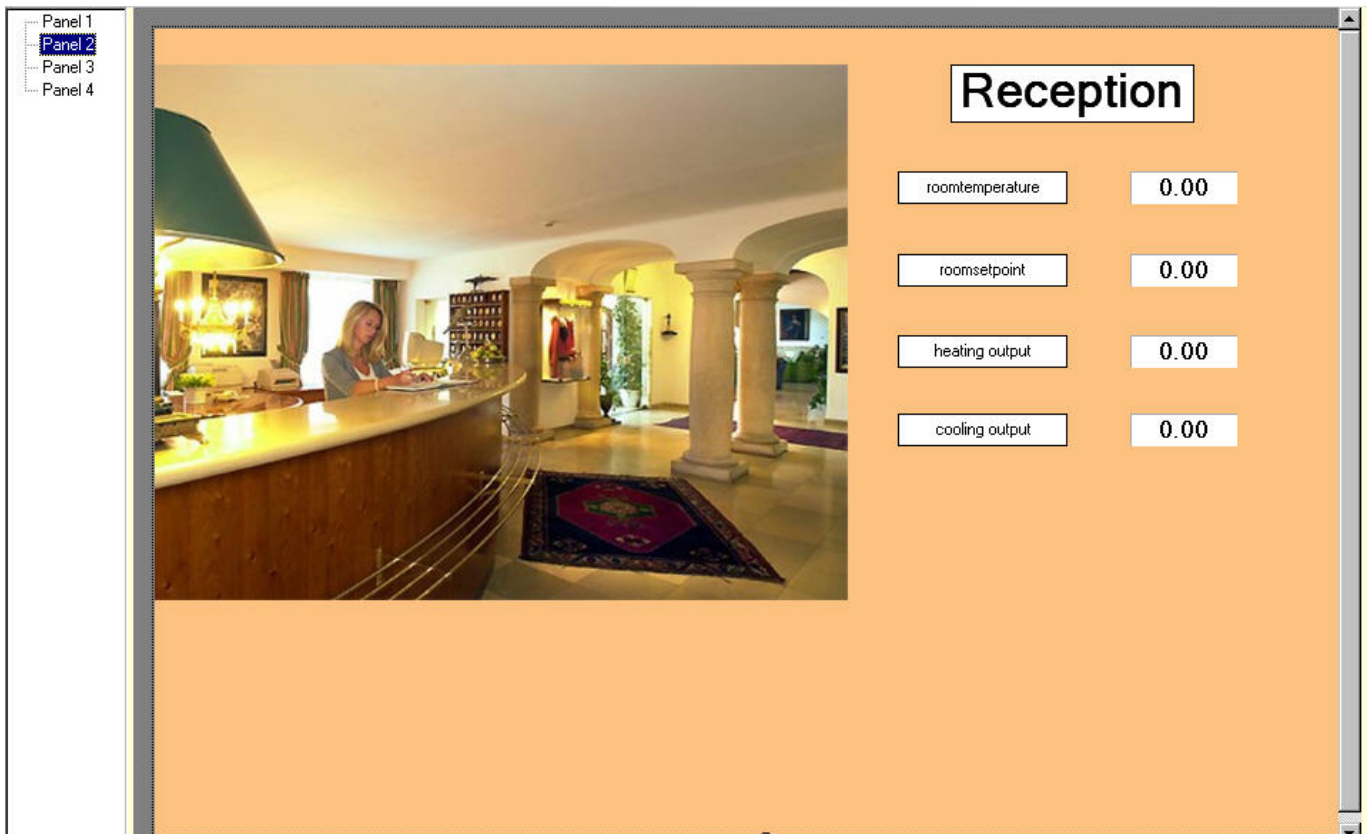 Panel 1
Panel 2
Panel 3
Panel 4
Reception
roomtemperature 0.00
roomsetpoint 0.00
heating output 0.00
cooling output 0.00